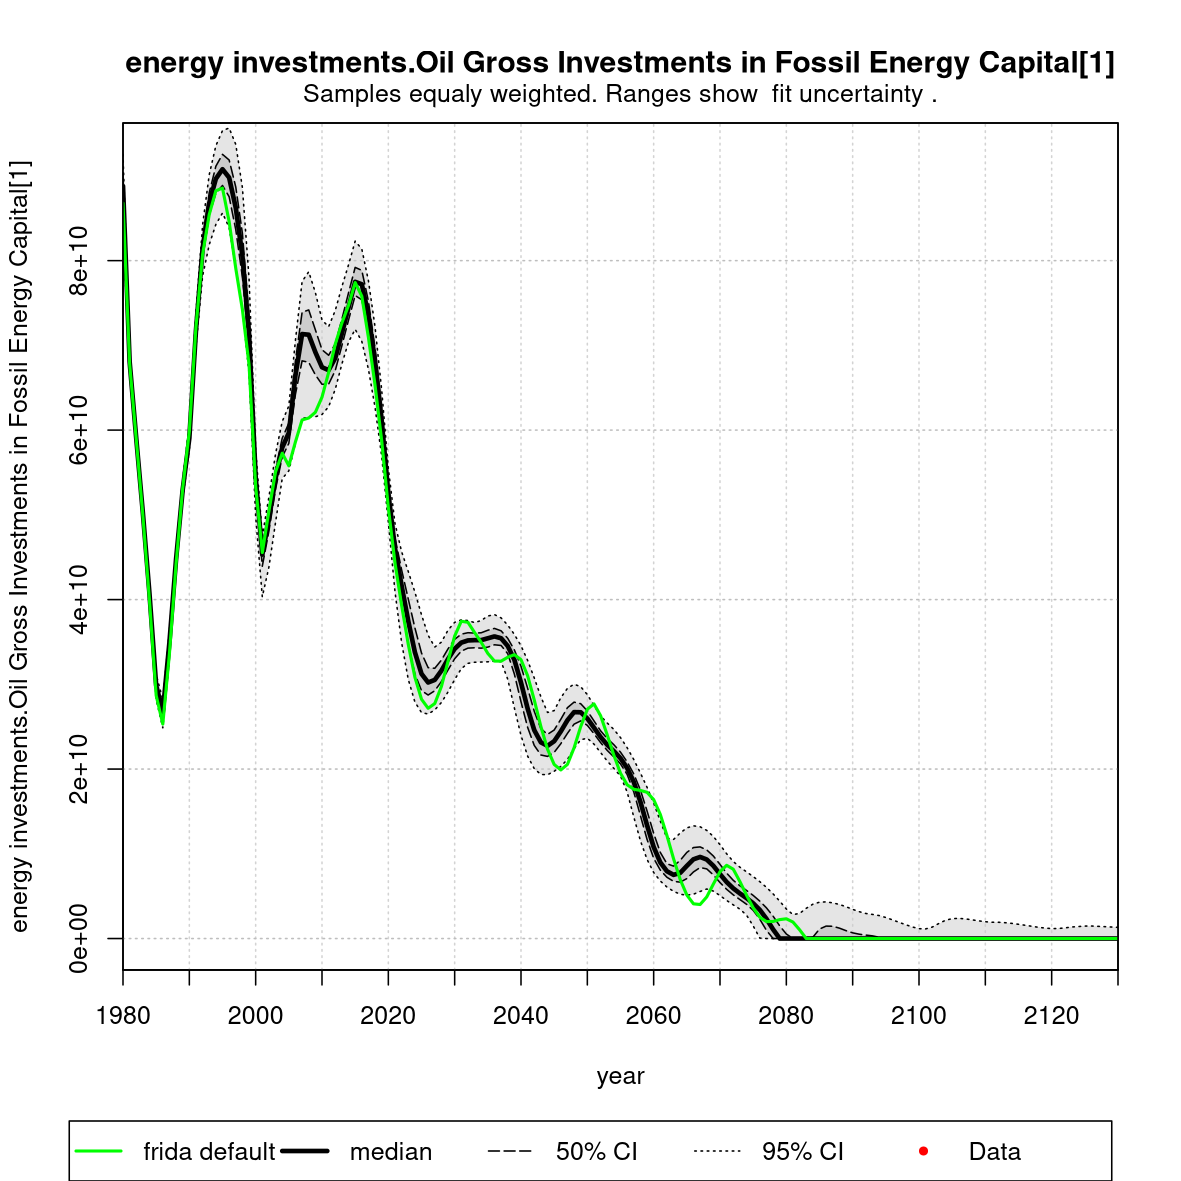 energy investments.Oil Gross Investments in Fossil Energy Capital[1]
Samples equaly weighted. Ranges show  fit uncertainty .
energy investments.Oil Gross Investments in Fossil Energy Capital[1]
8e+10
6e+10
4e+10
2e+10
0e+00
1980 2000 2020 2040 2060 2080 2100 2120
year
frida default median 50% CI 95% CI Data